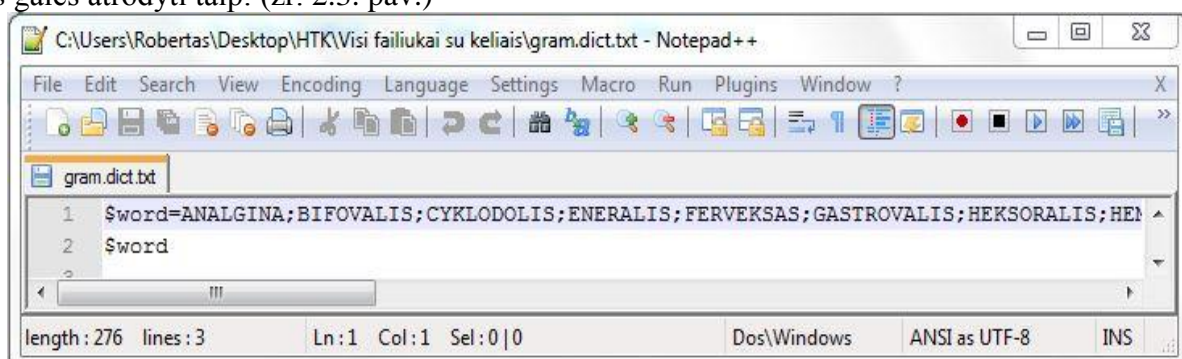 s galės atrodyti taip: (žr. 2.3. pav.)
C:\Users\Robertas\Desktop\HTK\Visi failiukai su keliais\gram.dict.txt - Notepad++
File Edit Search View Encoding Language Settings Macro Run Plugins Window ? X
gram.dict.txt
1 $word=ANALGINA;BIFOVALIS;CYKLODOLIS;ENERALIS;FERVEKSAS;GASTROVALIS;HEKSORALIS;
2 $word
length : 276 lines : 3 Ln : 1 Col : 1 Sel : 0 | 0 Dos\Windows ANSI as UTF-8 INS